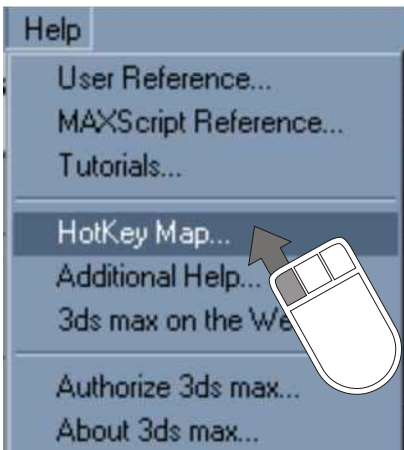 Help
User Reference...
MAXScript Reference...
Tutorials...
HotKey Map...
Additional Help...
3ds max on the We
Authorize 3ds max...
About 3ds max...